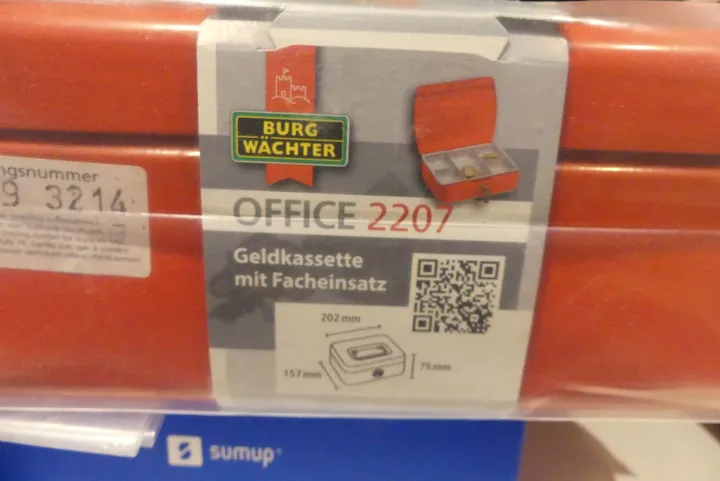 BURG
WÄCHTER
ngsnummer
9 3214
OFFICE 2207
Geldkassette
mit Facheinsatz
202 mm
157 mm
75 mm
sumup